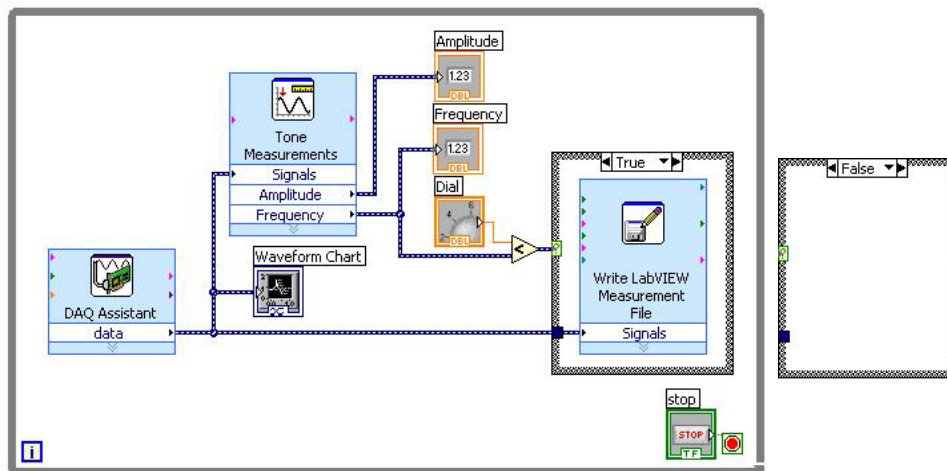 Amplitude
1.23
DBL
Tone
Measurements
Signals
Amplitude
Frequency
Frequency
1.23
DBL
Dial
DBL
<
True
?
Write LabVIEW
Measurement
File
Signals
False
?
Waveform Chart
DAQ Assistant
data
stop
STOP
TF
i